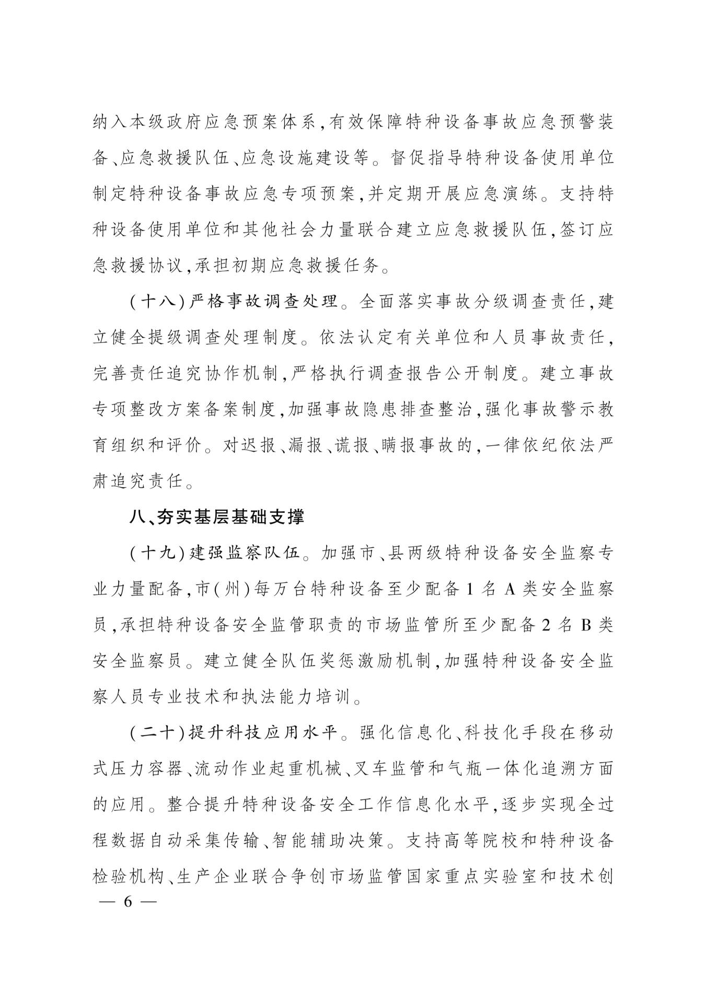 纳入本级政府应急预案体系,有效保障特种设备事故应急预警装
备、应急救援队伍、应急设施建设等。督促指导特种设备使用单位
制定特种设备事故应急专项预案,并定期开展应急演练。支持特
种设备使用单位和其他社会力量联合建立应急救援队伍,签订应
急救援协议,承担初期应急救援任务。
(十八)严格事故调查处理。全面落实事故分级调查责任,建
立健全提级调查处理制度。依法认定有关单位和人员事故责任,
完善责任追究协作机制,严格执行调查报告公开制度。建立事故
专项整改方案备案制度,加强事故隐患排查整治,强化事故警示教
育组织和评价。对迟报、漏报、谎报、瞒报事故的,一律依纪依法严
肃追究责任。
八、夯实基层基础支撑
(十九)建强监察队伍。加强市、县两级特种设备安全监察专
业力量配备,市(州)每万台特种设备至少配备1名A类安全监察
员,承担特种设备安全监管职责的市场监管所至少配备2名B类
安全监察员。建立健全队伍奖惩激励机制,加强特种设备安全监
察人员专业技术和执法能力培训。
(二十)提升科技应用水平。强化信息化、科技化手段在移动
式压力容器、流动作业起重机械、叉车监管和气瓶一体化追溯方面
的应用。整合提升特种设备安全工作信息化水平,逐步实现全过
程数据自动采集传输、智能辅助决策。支持高等院校和特种设备
检验机构、生产企业联合争创市场监管国家重点实验室和技术创
— 6 —